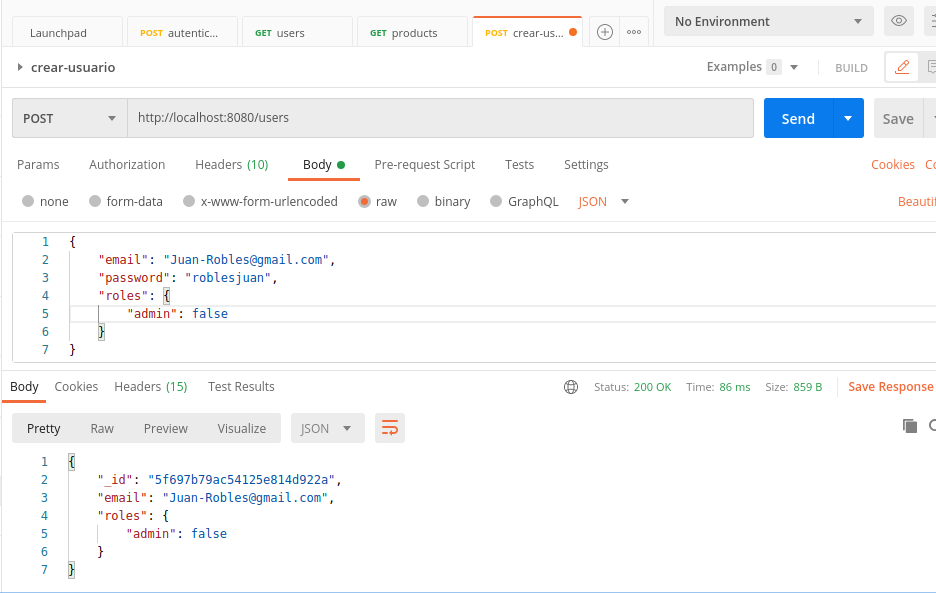 Launchpad POST autentic... GET users GET products POST crear-us... No Environment
crear-usuario Examples 0 BUILD
POST http://localhost:8080/users Send Save
Params Authorization Headers (10) Body Pre-request Script Tests Settings Cookies
none form-data x-www-form-urlencoded raw binary GraphQL JSON
1 {
2 "email": "Juan-Robles@gmail.com",
3 "password": "roblesjuan",
4 "roles": {
5 "admin": false
6 }
7 }
Body Cookies Headers (15) Test Results Status: 200 OK Time: 86 ms Size: 859 B Save Response
Pretty Raw Preview Visualize JSON
1 {
2 "_id": "5f697b79ac54125e814d922a",
3 "email": "Juan-Robles@gmail.com",
4 "roles": {
5 "admin": false
6 }
7 }